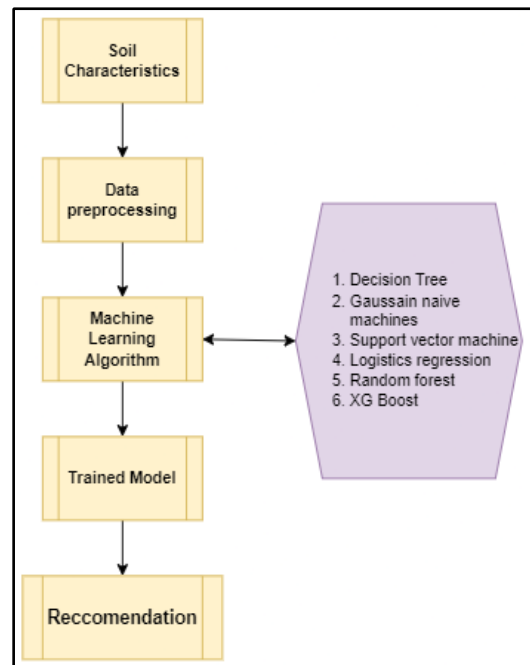 Soil
Characteristics
Data
preprocessing
Machine
Learning
Algorithm
1. Decision Tree
2. Gaussain naive
machines
3. Support vector machine
4. Logistics regression
5. Random forest
6. XG Boost
Trained Model
Reccomendation